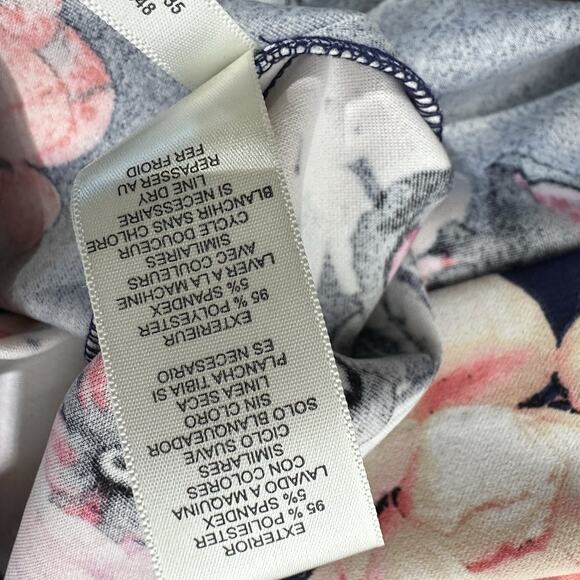 EXTERIOR
95 % POLIESTER
5% SPANDEX
LAVADO A MAQUINA
CON COLORES
SIMILARES
CICLO SUAVE
SOLO BLANQUEADOR
SIN CLORO
LINEA SECA
PLANCHA TIBIA SI
ES NECESARIO
EXTERIEUR
95 % POLYESTER
5% SPANDEX
LAVER A LA MACHINE
AVEC COULEURS
SIMILAIRES
CYCLE DOUCEUR
BLANCHIR SANS CHLORE
SI NECESSAIRE
LINE DRY
REPASSER AU
FER FROID